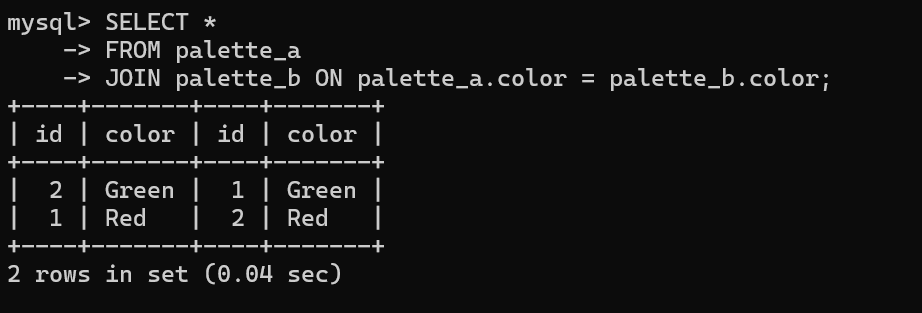 mysql> SELECT *
    -> FROM palette_a
    -> JOIN palette_b ON palette_a.color = palette_b.color;
+----+-------+----+-------+
| id | color | id | color |
+----+-------+----+-------+
|  2 | Green |  1 | Green |
|  1 | Red   |  2 | Red   |
+----+-------+----+-------+
2 rows in set (0.04 sec)